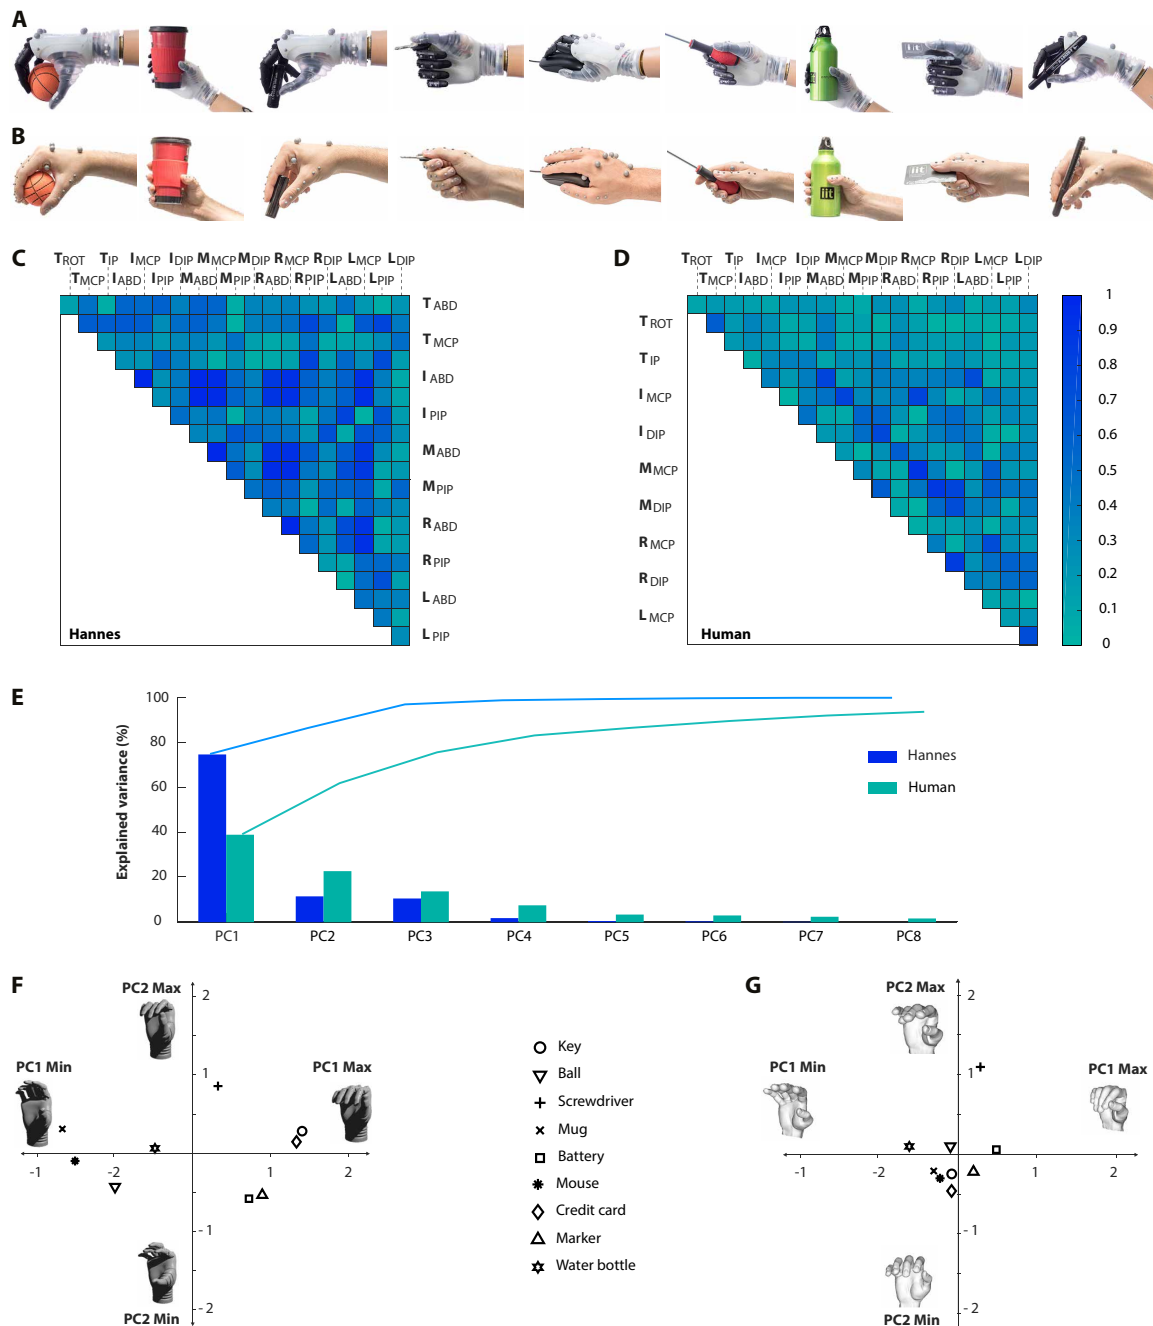 A
B
iit
C
T ROT T IP I MCP I DIP M MCP M DIP R MCP R DIP L MCP L DIP
T MCP I ABD I PIP M ABD M PIP R ABD R PIP L ABD L PIP
T ABD
T MCP
I ABD
I PIP
M ABD
M PIP
R ABD
R PIP
L ABD
L PIP
Hannes
D
T ROT T IP I MCP I DIP M MCP M DIP R MCP R DIP L MCP L DIP
T MCP I ABD I PIP M ABD M PIP R ABD R PIP L ABD L PIP
T ROT
T IP
I MCP
I DIP
M MCP
M DIP
R MCP
R DIP
L MCP
Human
1
0.9
0.8
0.7
0.6
0.5
0.4
0.3
0.2
0.1
0
E
Explained variance (%)
100
80
60
40
20
0
PC1 PC2 PC3 PC4 PC5 PC6 PC7 PC8
Hannes
Human
F
PC2 Max
PC1 Min
PC1 Max
PC2 Min
2
1
-1
-2
-1 -2 1 2
Key
Ball
Screwdriver
Mug
Battery
Mouse
Credit card
Marker
Water bottle
G
PC2 Max
PC1 Min
PC1 Max
PC2 Min
2
1
-1
-2
-1 -2 1 2